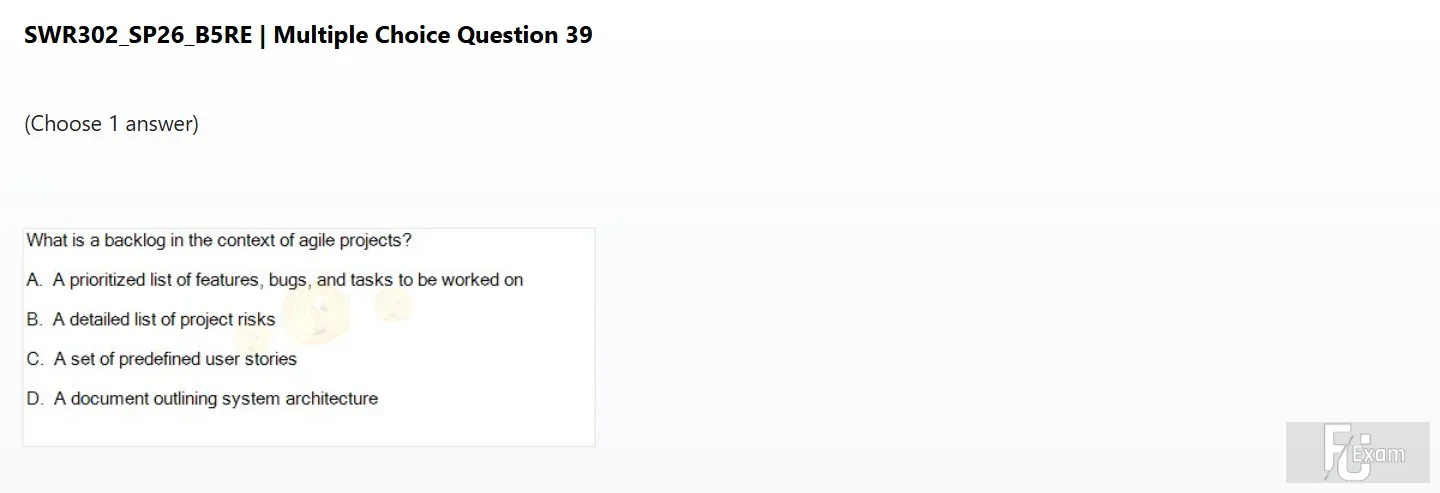 SWR302_SP26_B5RE | Multiple Choice Question 39
(Choose 1 answer)
What is a backlog in the context of agile projects?
A. A prioritized list of features, bugs, and tasks to be worked on
B. A detailed list of project risks
C. A set of predefined user stories
D. A document outlining system architecture
FU Exam